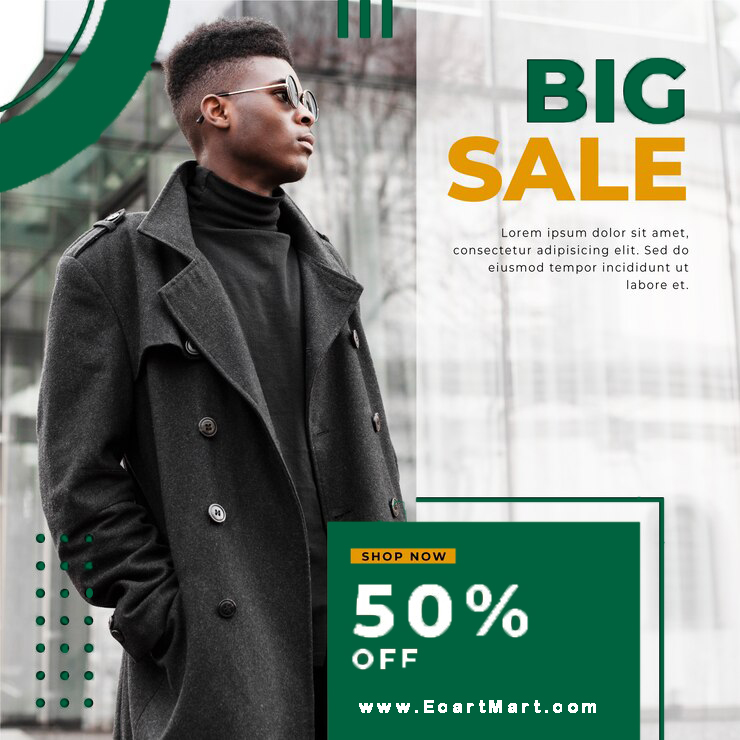 BIG
SALE
Lorem ipsum dolor sit amet,
consectetur adipisicing elit. Sed do
eiusmod tempor incididunt ut
labore et.
SHOP NOW
50%
OFF
www.EcartMart.com